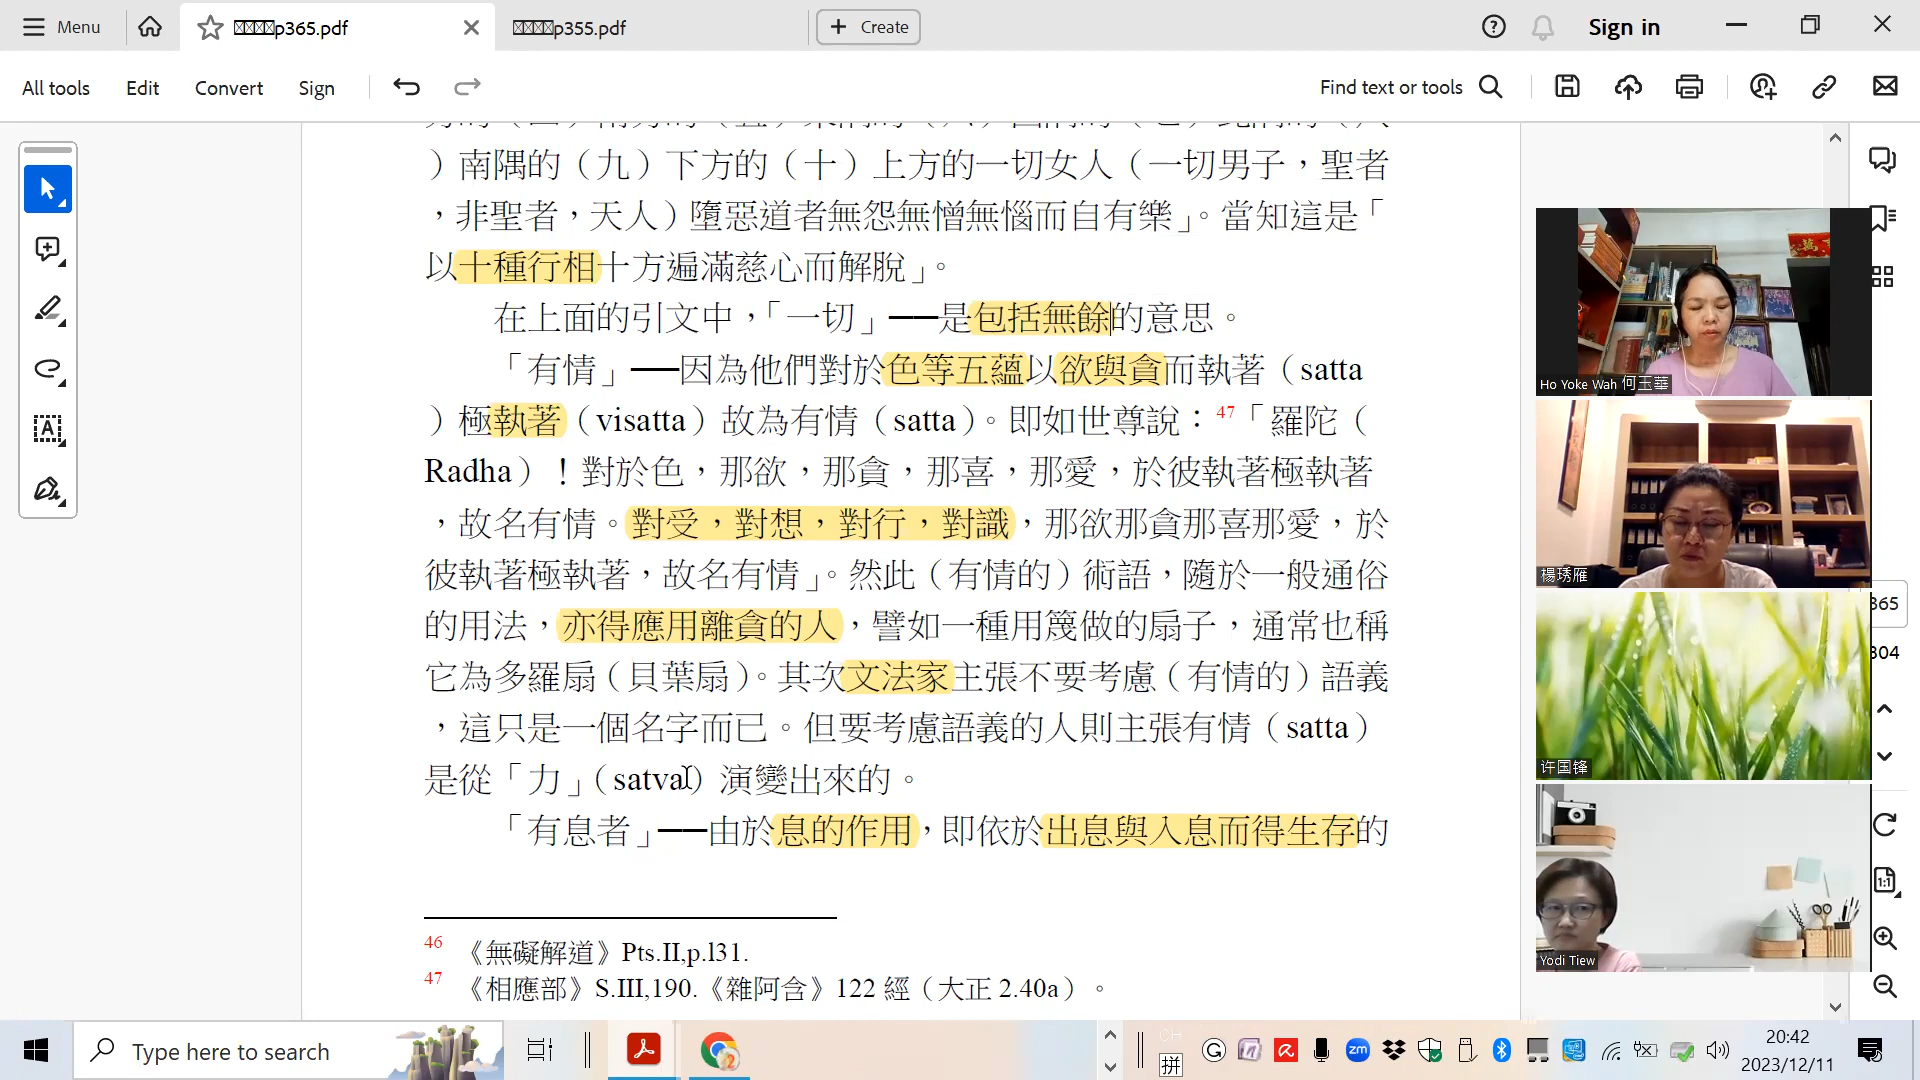 Menu
p365.pdf
p355.pdf
Create
Sign in
All tools
Edit
Convert
Sign
Find text or tools
）南隅的（九）下方的（十）上方的一切女人（一切男子，聖者
，非聖者，天人）墮惡道者無怨無憎無惱而自有樂」。當知這是「
以十種行相十方遍滿慈心而解脫」。
在上面的引文中，「一切」──是包括無餘的意思。
「有情」──因為他們對於色等五蘊以欲與貪而執著（satta
）極執著（visatta）故為有情（satta）。即如世尊說：47「羅陀（
Radha）！對於色，那欲，那貪，那喜，那愛，於彼執著極執著
，故名有情。對受，對想，對行，對識，那欲那貪那喜那愛，於
彼執著極執著，故名有情」。然此（有情的）術語，隨於一般通俗
的用法，亦得應用離貪的人，譬如一種用篾做的扇子，通常也稱
它為多羅扇（貝葉扇）。其次文法家主張不要考慮（有情的）語義
，這只是一個名字而已。但要考慮語義的人則主張有情（satta）
是從「力」（satva）演變出來的。
「有息者」──由於息的作用，即依於出息與入息而得生存的
46 《無礙解道》Pts.II,p.l31.
47 《相應部》S.III,190.《雜阿含》122 經（大正 2.40a）。
Ho Yoke Wah 何玉華
楊琇雁
许国锋
Yodi Tiew
365
304
Type here to search
拼
zm
20:42
2023/12/11